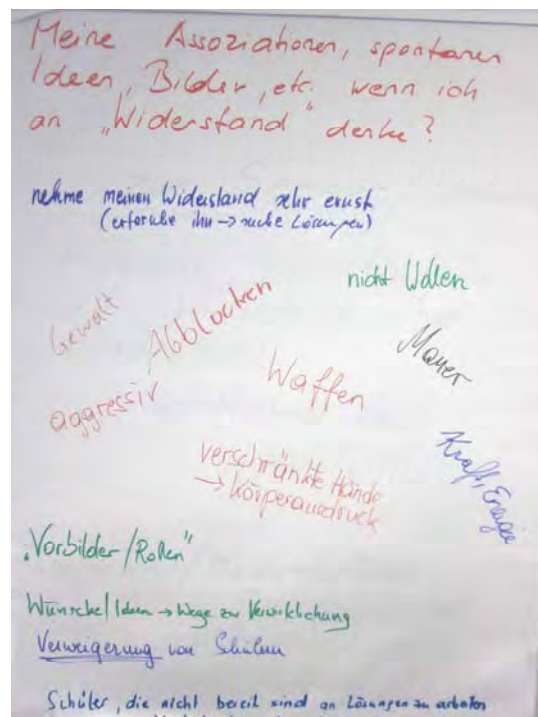 Meine Assoziationen, spontanen
Ideen, Bilder, etc. wenn ich
an „Widerstand" denke?
nehme meinen Widerstand sehr ernst
(erforsche ihn → suche Lösungen)
nicht Wollen
Gewalt
Abblocken
Mauer
Waffen
aggressiv
verschränkte Hände
→ Körperausdruck
Kraft, Energie
„Vorbilder/Rollen"
Wünsche/Ideen → Wege zur Verwirklichung
Verweigerung von Schülern
Schüler, die nicht bereit sind an Lösungen zu arbeiten